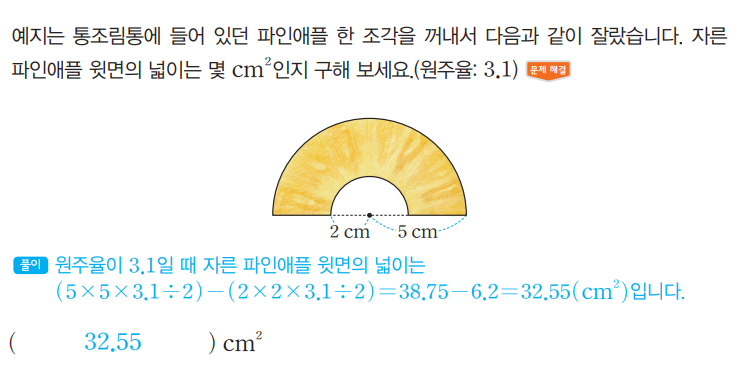 예지는 통조림통에 들어 있던 파인애플 한 조각을 꺼내서 다음과 같이 잘랐습니다. 자른
파인애플 윗면의 넓이는 몇 cm²인지 구해 보세요.(원주율: 3.1) 문제 해결
2 cm 5 cm
풀이 원주율이 3.1일 때 자른 파인애플 윗면의 넓이는
(5×5×3.1÷2)-(2×2×3.1÷2)=38.75-6.2=32.55(cm²)입니다.
( 32.55 ) cm²